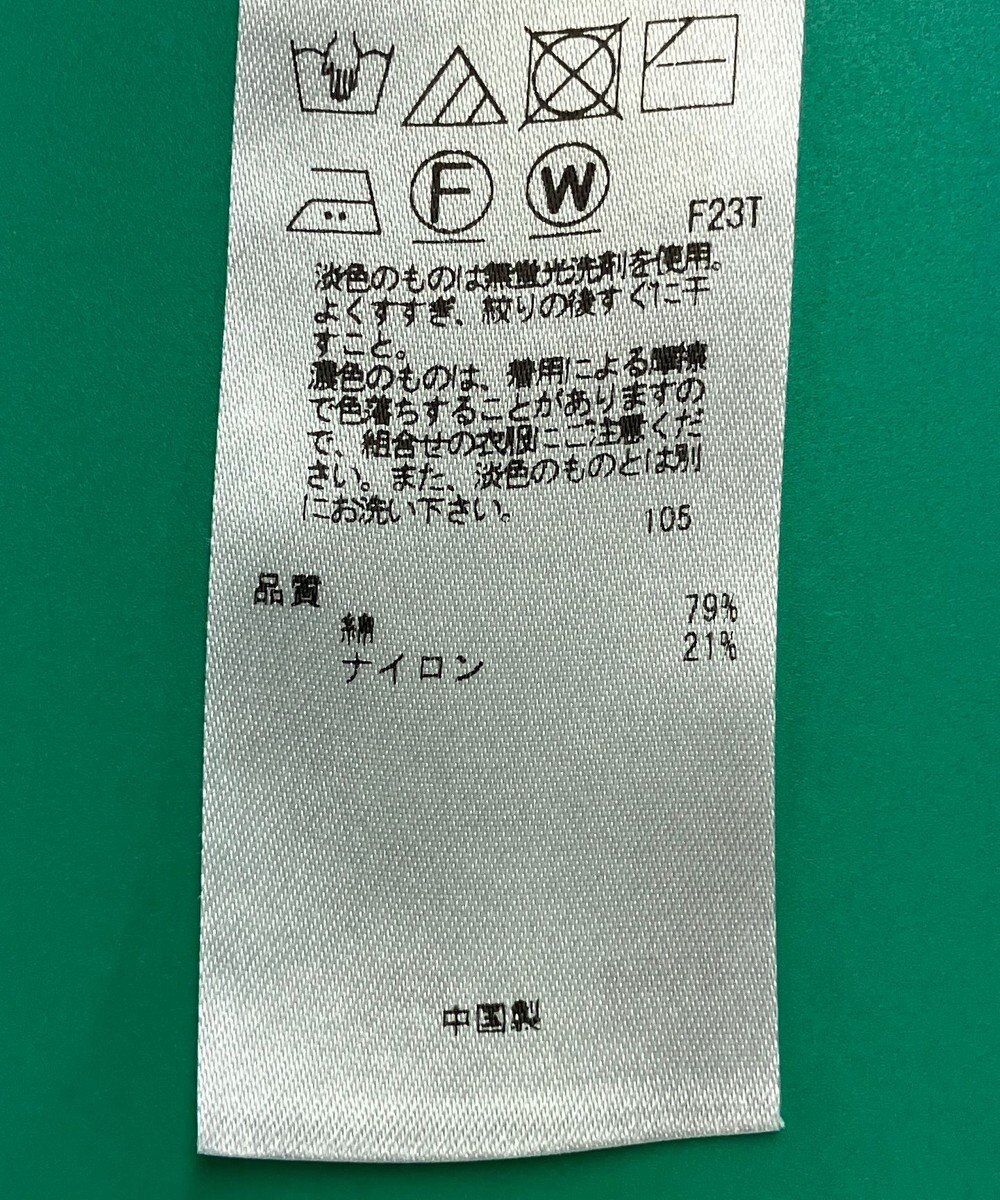 F
W
F23T
淡色のものは無蛍光洗剤を使用。
よくすすぎ、絞りの後すぐに干
すこと。
濃色のものは、着用による摩擦
で色落ちすることがありますの
で、組合せの衣服にご注意くだ
さい。また、淡色のものとは別
にお洗い下さい。
105
品質
綿 79%
ナイロン 21%
中国製